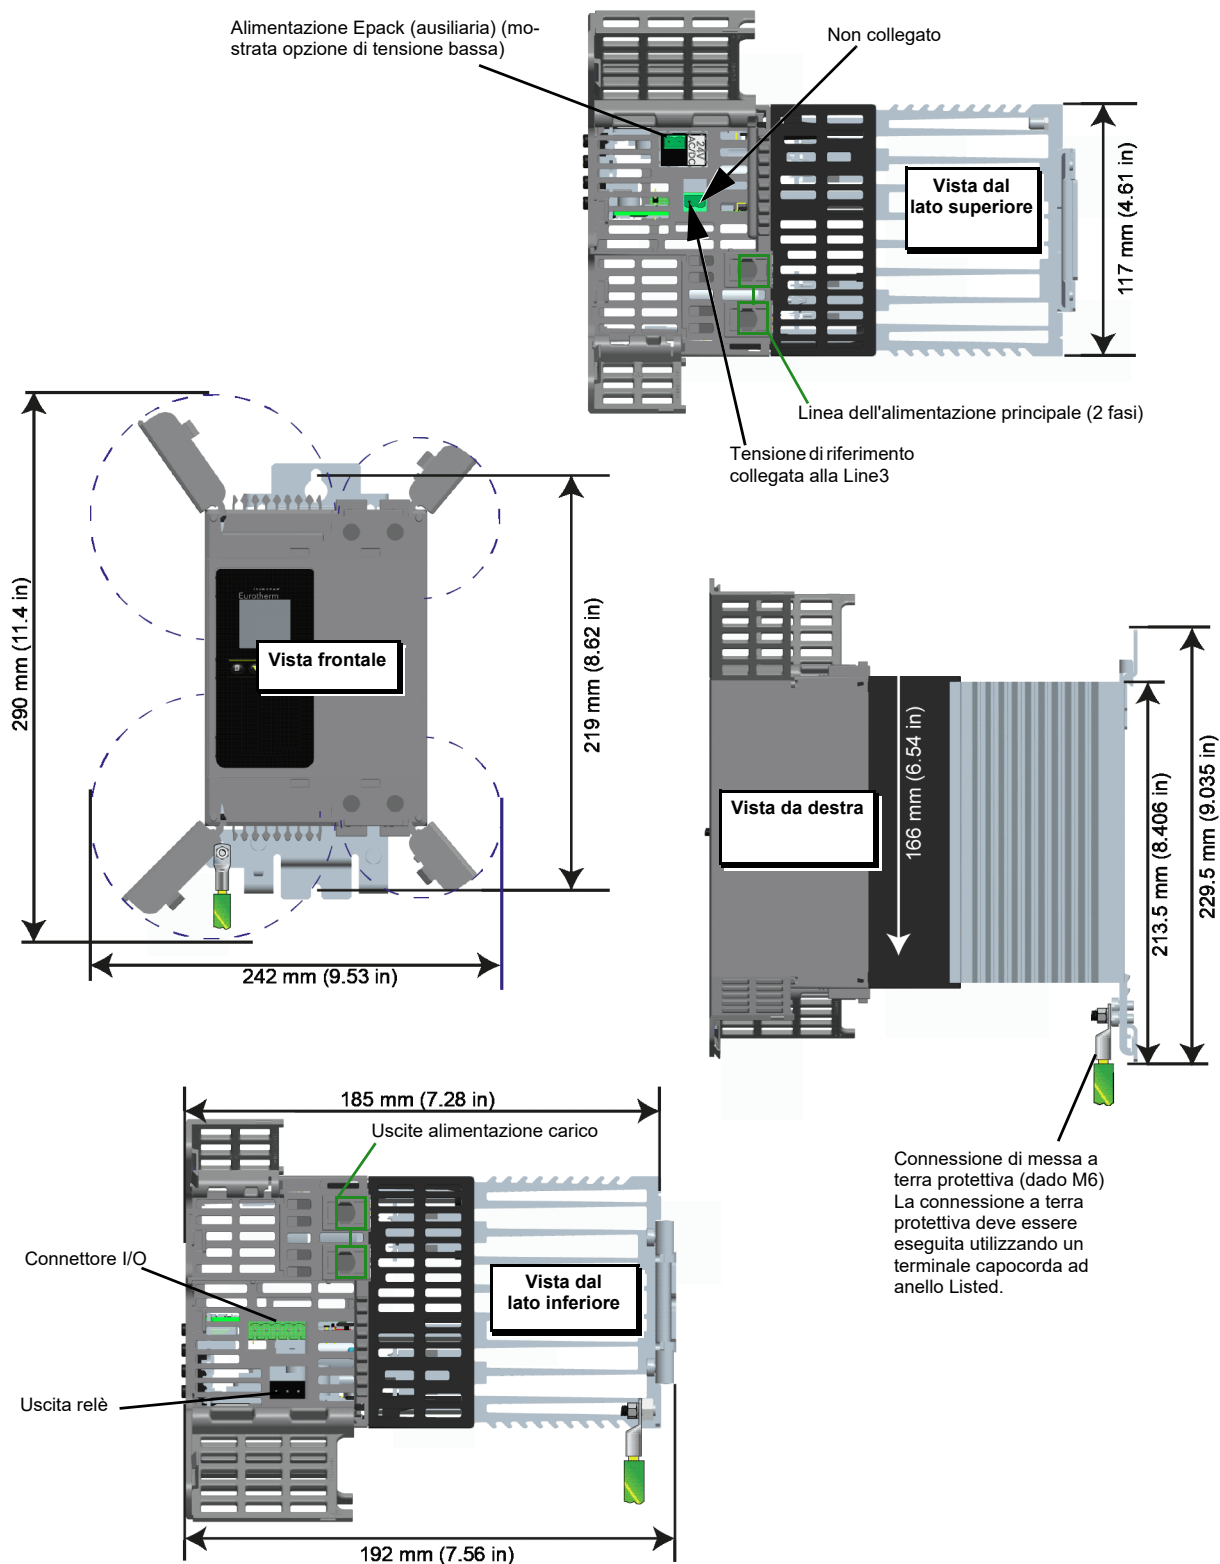 Alimentazione Epack (ausiliaria) (mo-
strata opzione di tensione bassa)
Non collegato
24V
AC/DC
Vista dal
lato superiore
117 mm (4.61 in)
Linea dell'alimentazione principale (2 fasi)
Tensione di riferimento
collegata alla Line3
290 mm (11.4 in)
Eurotherm
Vista frontale
219 mm (8.62 in)
242 mm (9.53 in)
166 mm (6.54 in)
Vista da destra
213.5 mm (8.406 in)
229.5 mm (9.035 in)
Connessione di messa a
terra protettiva (dado M6)
La connessione a terra
protettiva deve essere
eseguita utilizzando un
terminale capocorda ad
anello Listed.
185 mm (7.28 in)
Uscite alimentazione carico
Connettore I/O
Vista dal
lato inferiore
Uscita relè
192 mm (7.56 in)